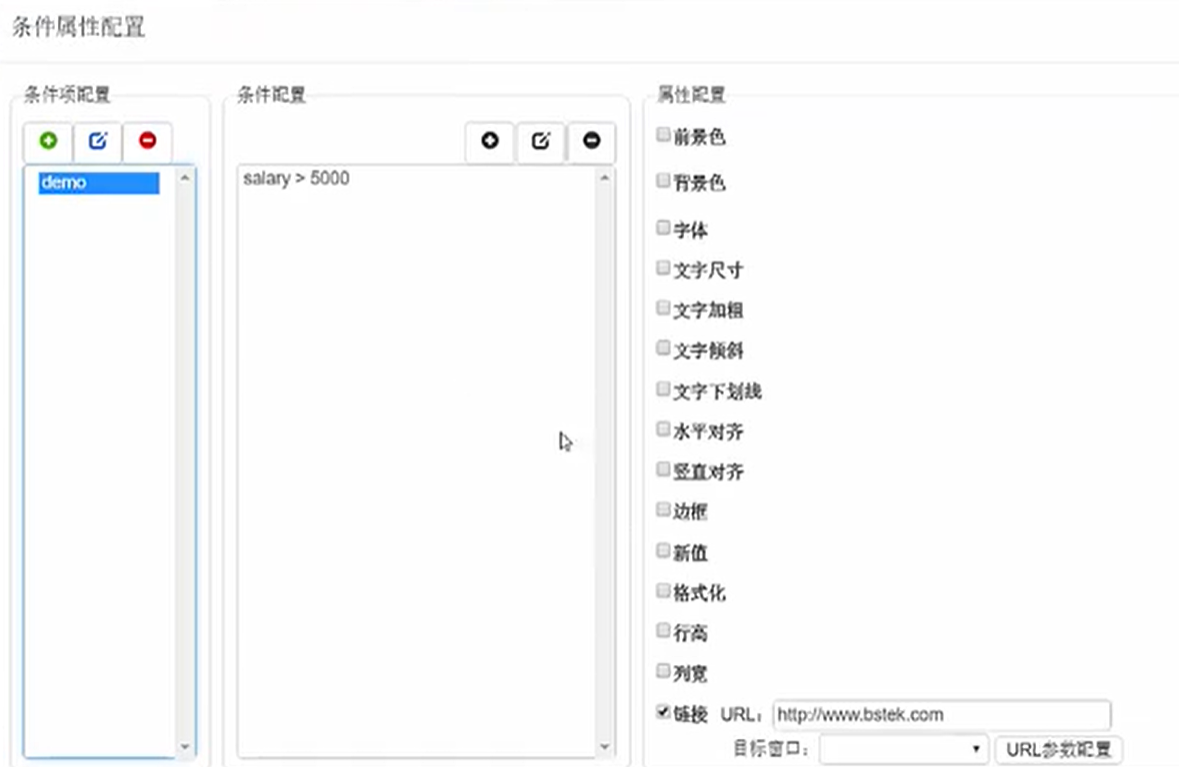 条件属性配置
条件项配置
demo
条件配置
salary > 5000
属性配置
前景色
背景色
字体
文字尺寸
文字加粗
文字倾斜
文字下划线
水平对齐
竖直对齐
边框
新值
格式化
行高
列宽
链接 URL: http://www.bstek.com
目标窗口: URL参数配置